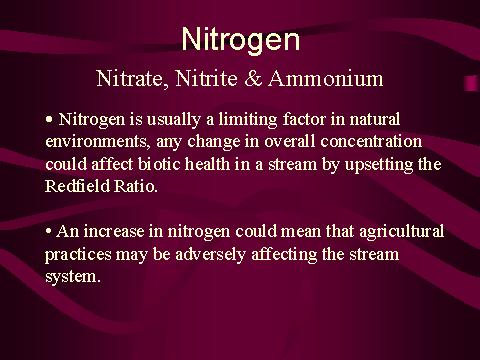 Nitrogen
Nitrate, Nitrite & Ammonium
• Nitrogen is usually a limiting factor in natural
environments, any change in overall concentration
could affect biotic health in a stream by upsetting the
Redfield Ratio.
• An increase in nitrogen could mean that agricultural
practices may be adversely affecting the stream
system.